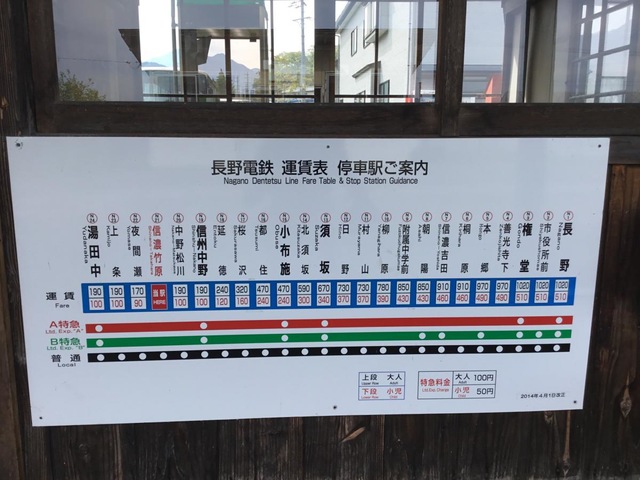 長野電鉄 運賃表 停車駅ご案内
Nagano Dentetsu Line Fare Table & Stop Station Guidance
湯田中 上条 夜間瀬 信濃竹原 中野松川 信州中野 延徳 桜沢 都住 小布施 北須坂 須坂 日野 村山 柳原 附属中学前 朝陽 信濃吉田 桐原 本郷 善光寺下 権堂 市役所前 長野
運賃 190 190 170 当駅 190 190 240 320 420 470 590 670 730 730 780 850 850 910 910 970 970 1020 1020 1020
Fare 100 100 90 HERE 100 100 120 160 240 300 340 370 370 390 430 430 460 460 490 490 510 510 510
A特急
Ltd. Exp. "A"
B特急
Ltd. Exp. "B"
普通
Local
上段 大人 特急料金 大人 100円
下段 小児 小児 50円
2014年4月1日改正